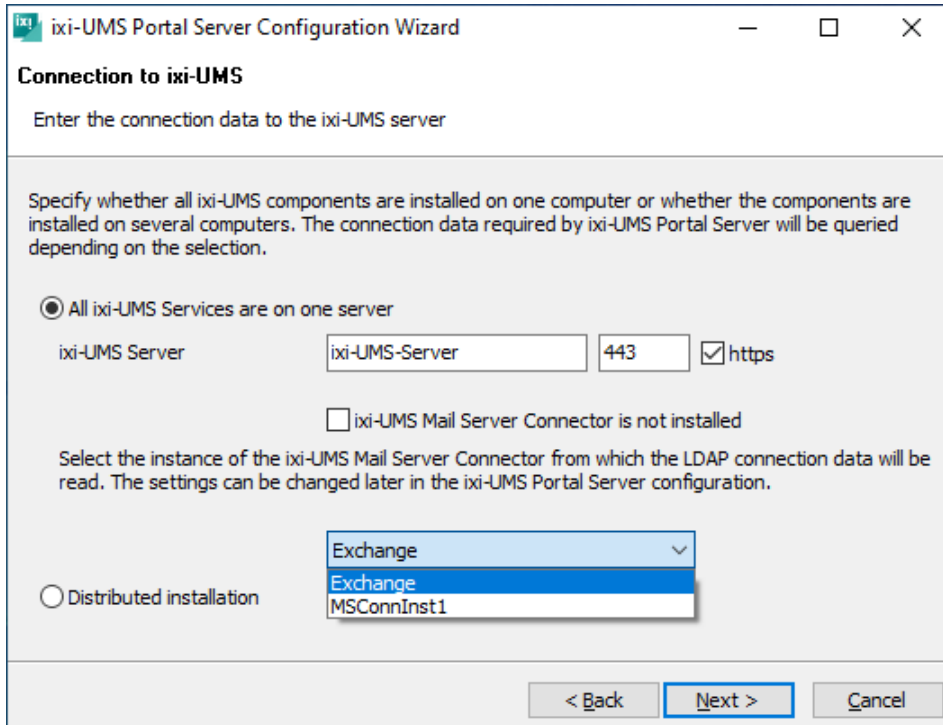 ixi-UMS Portal Server Configuration Wizard
Connection to ixi-UMS
Enter the connection data to the ixi-UMS server
Specify whether all ixi-UMS components are installed on one computer or whether the components are
installed on several computers. The connection data required by ixi-UMS Portal Server will be queried
depending on the selection.
All ixi-UMS Services are on one server
ixi-UMS Server ixi-UMS-Server 443 https
ixi-UMS Mail Server Connector is not installed
Select the instance of the ixi-UMS Mail Server Connector from which the LDAP connection data will be
read. The settings can be changed later in the ixi-UMS Portal Server configuration.
Exchange
Exchange
Distributed installation
MSConnInst1
< Back Next > Cancel